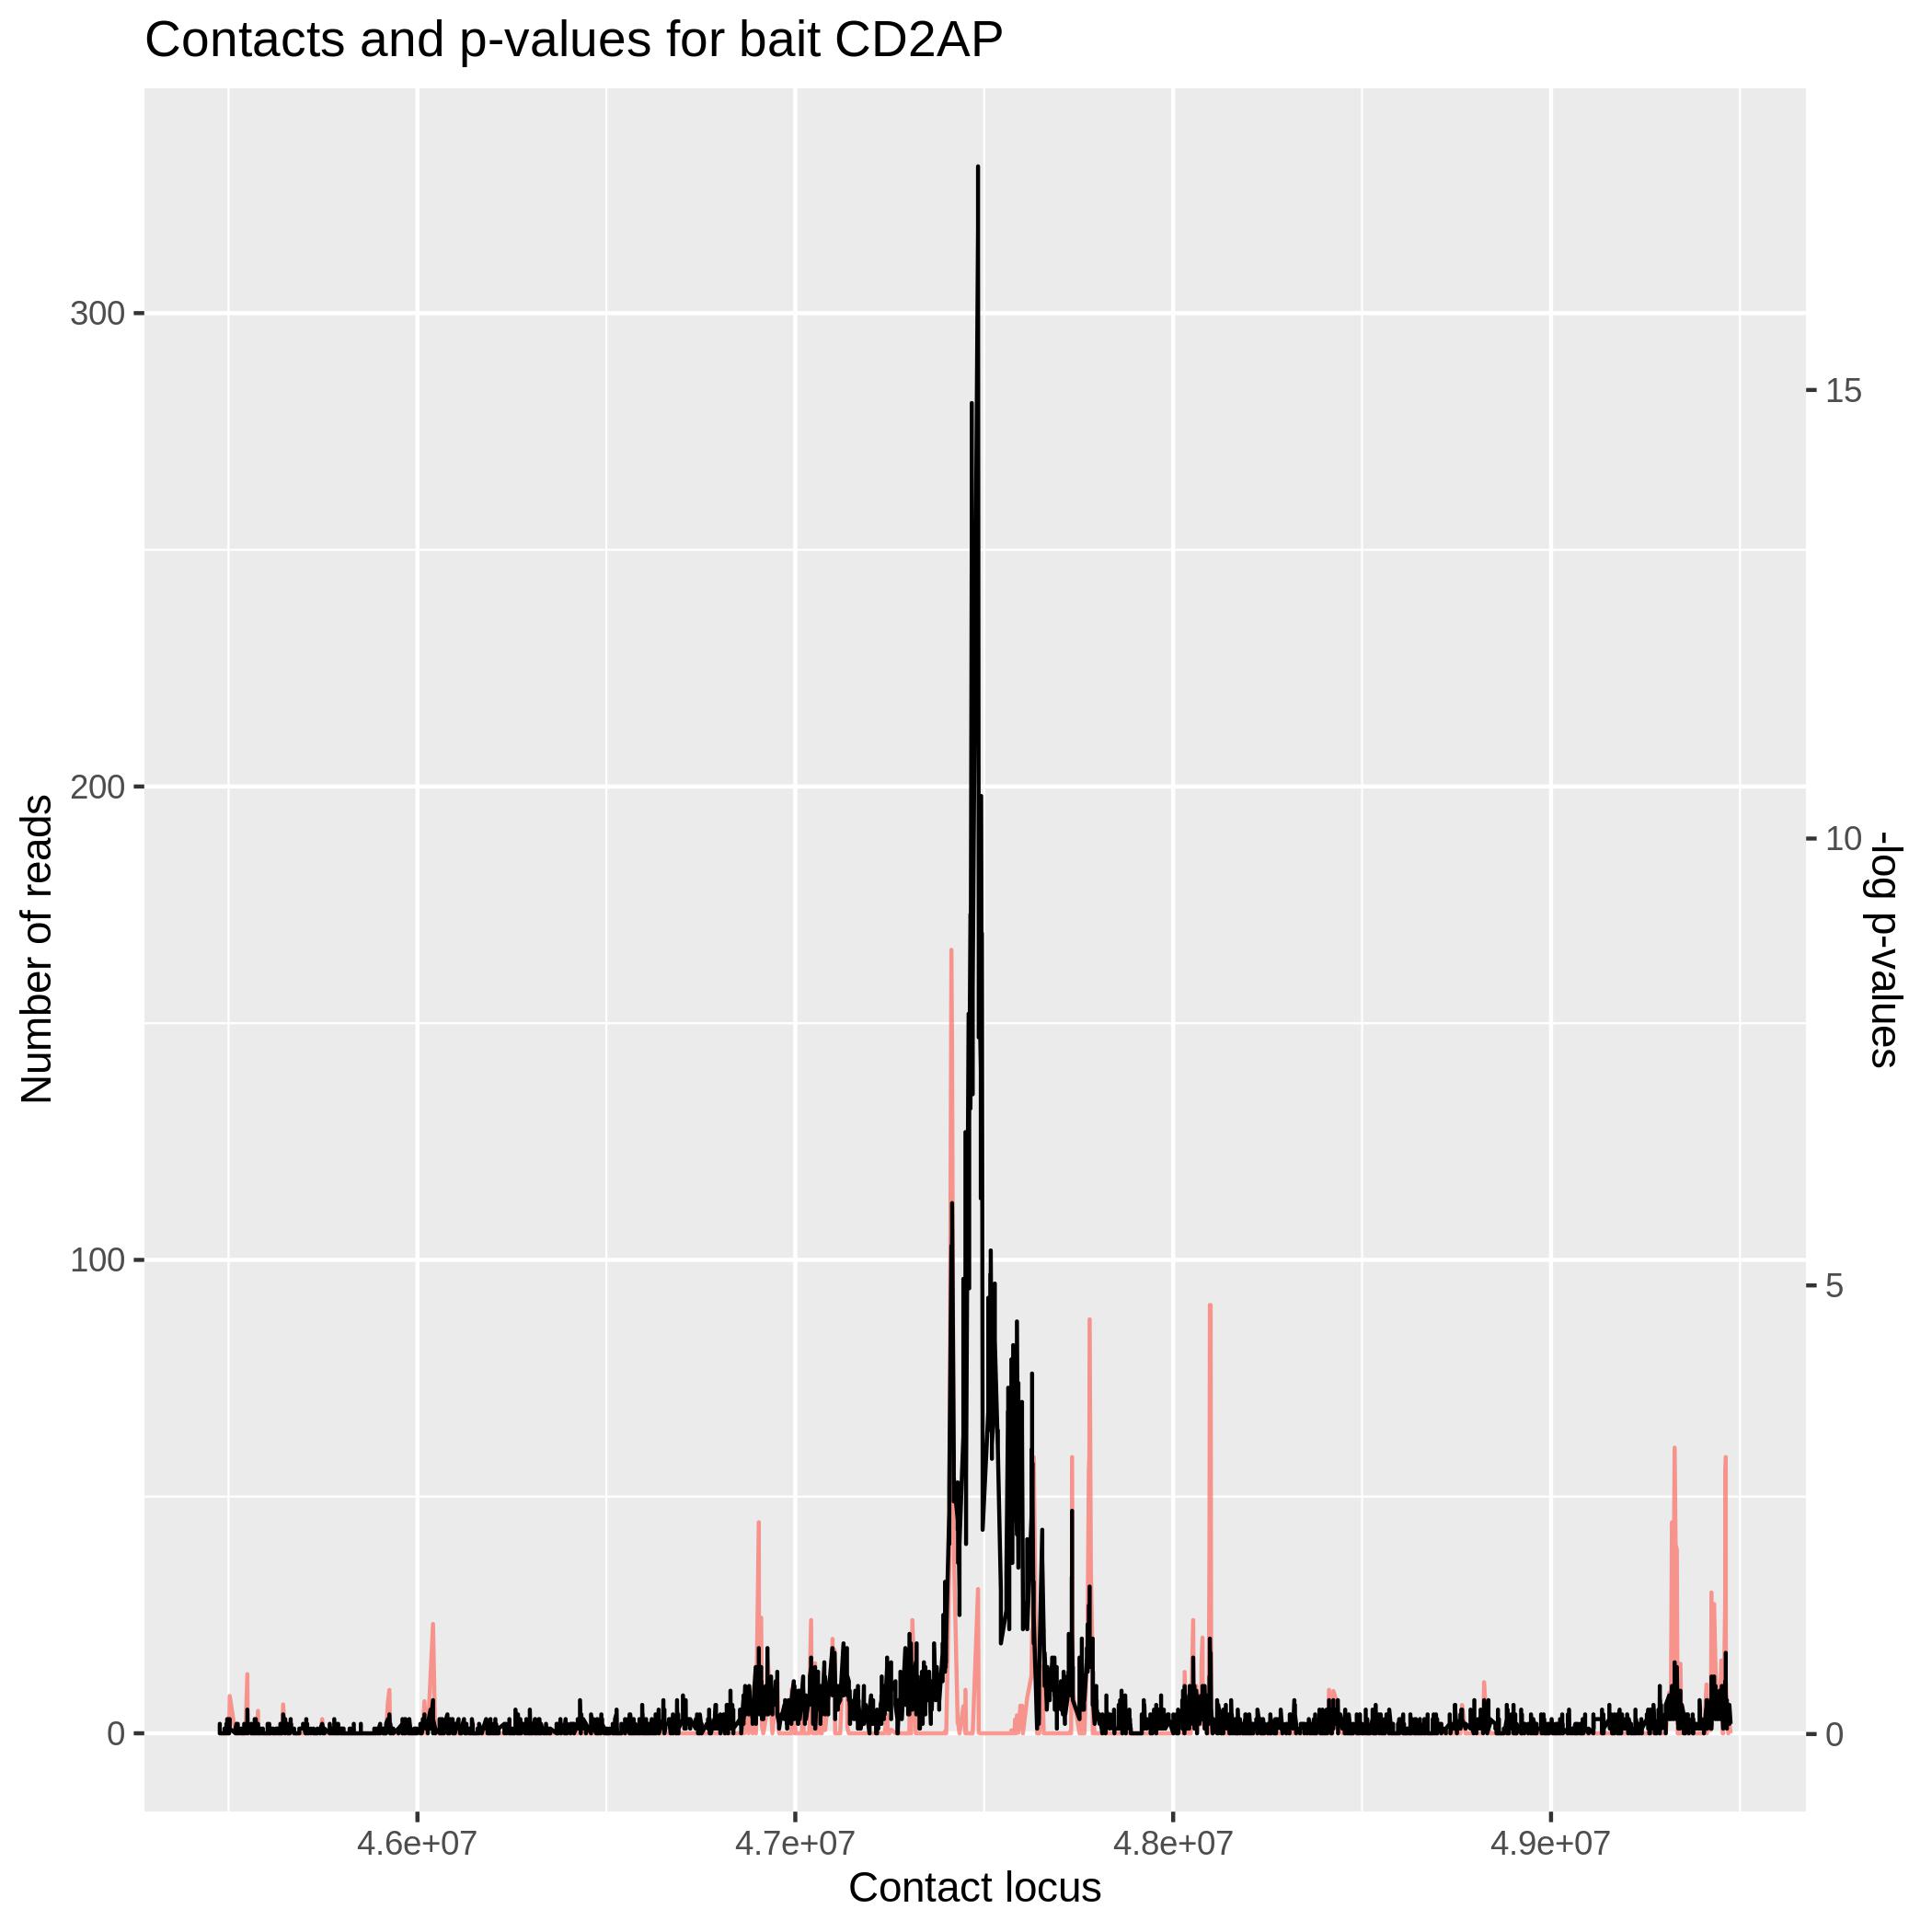 Contacts and p-values for bait CD2AP
Number of reads
300
200
100
0
15
10
5
0
-log p-values
4.6e+07
4.7e+07
4.8e+07
4.9e+07
Contact locus